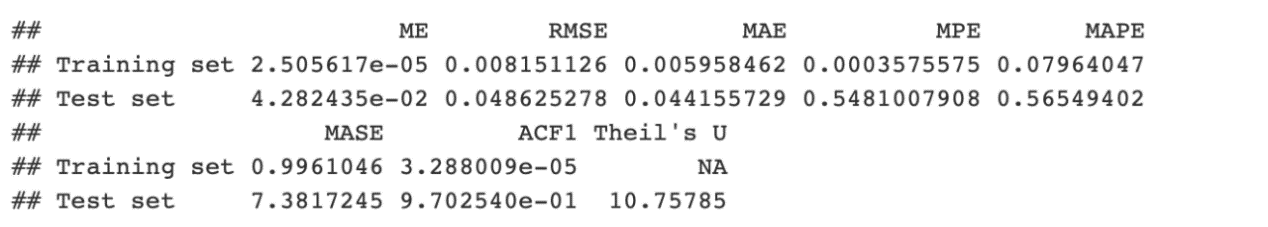 ##                        ME        RMSE         MAE          MPE       MAPE
## Training set 2.505617e-05 0.008151126 0.005958462 0.0003575575 0.07964047
## Test set     4.282435e-02 0.048625278 0.044155729 0.5481007908 0.56549402
##                   MASE         ACF1 Theil's U
## Training set 0.9961046 3.288009e-05        NA
## Test set     7.3817245 9.702540e-01  10.75785